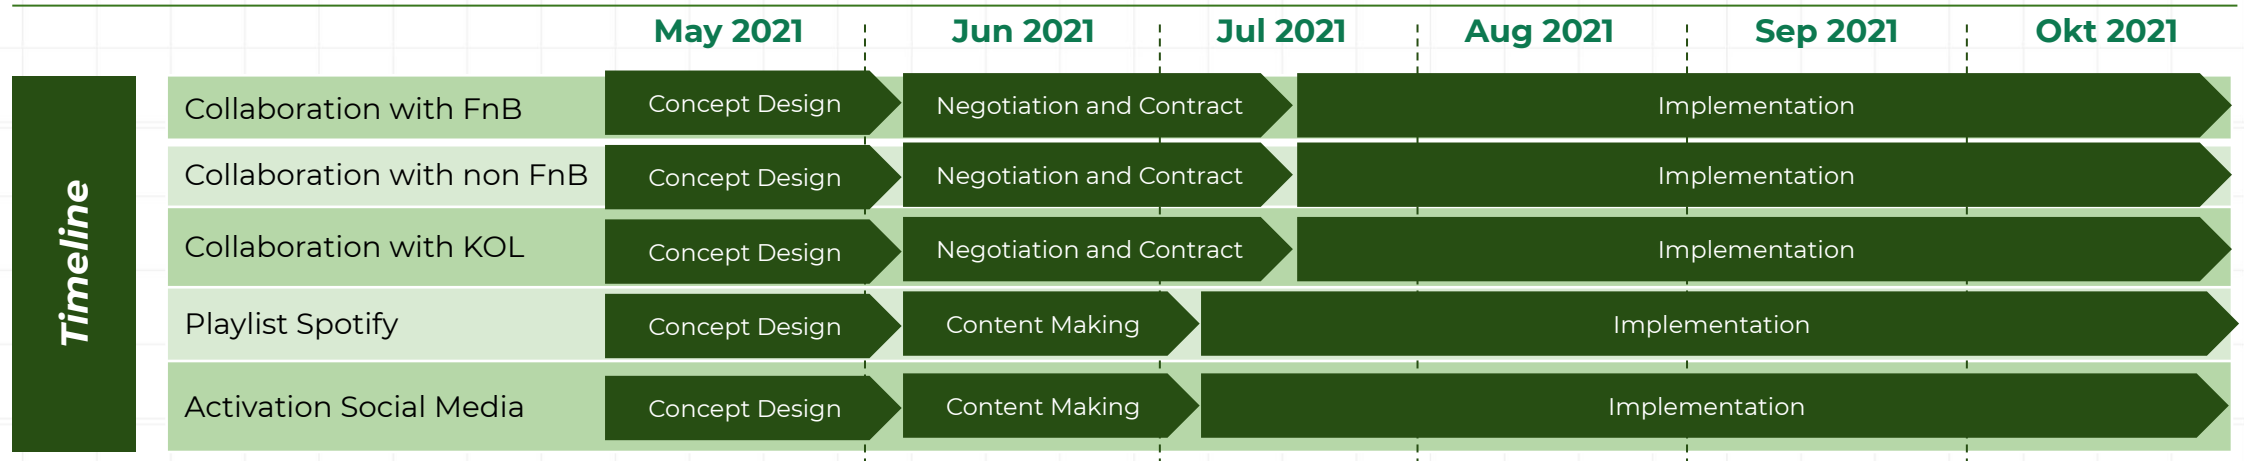 May 2021
Jun 2021
Jul 2021
Aug 2021
Sep 2021
Okt 2021
Timeline
Collaboration with FnB
Concept Design
Negotiation and Contract
Implementation
Collaboration with non FnB
Concept Design
Negotiation and Contract
Implementation
Collaboration with KOL
Concept Design
Negotiation and Contract
Implementation
Playlist Spotify
Concept Design
Content Making
Implementation
Activation Social Media
Concept Design
Content Making
Implementation